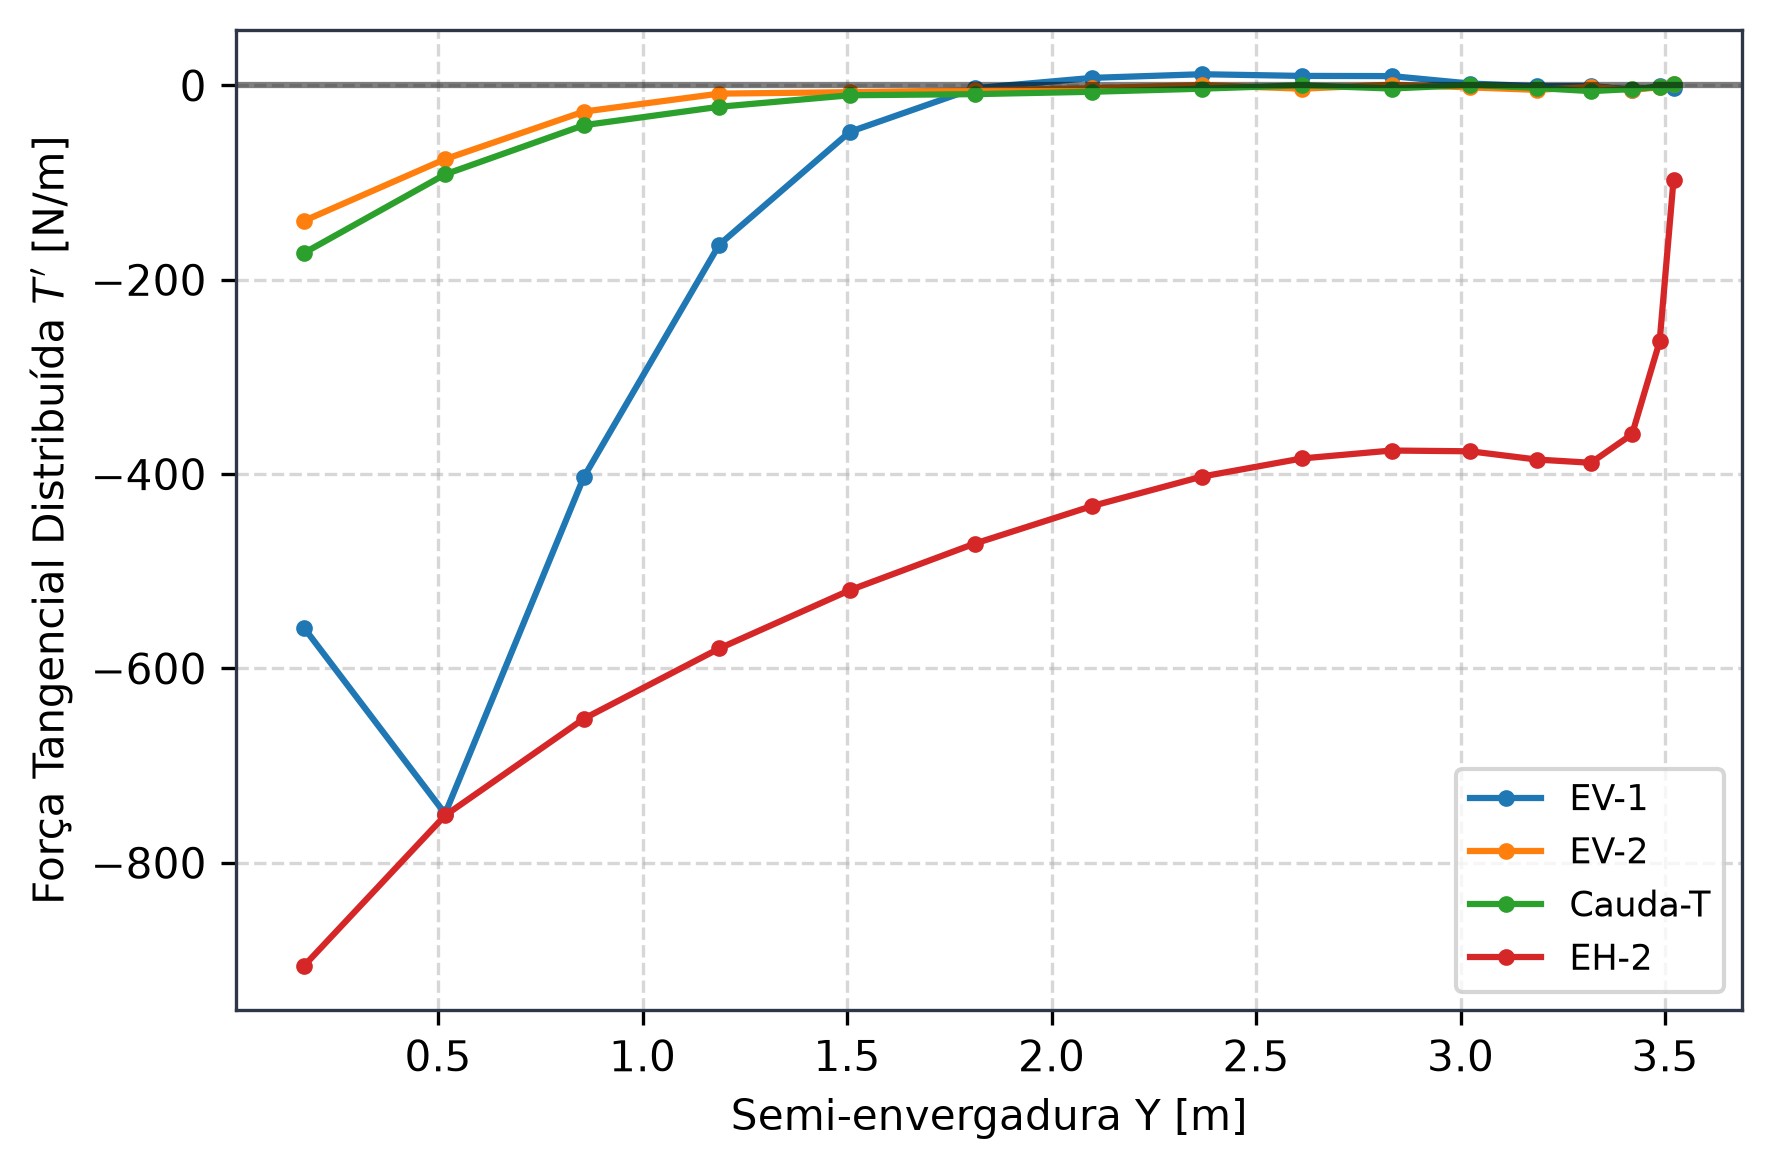 0
−200
−400
−600
−800
Força Tangencial Distribuída T′ [N/m]
EV-1
EV-2
Cauda-T
EH-2
0.5 1.0 1.5 2.0 2.5 3.0 3.5
Semi-envergadura Y [m]